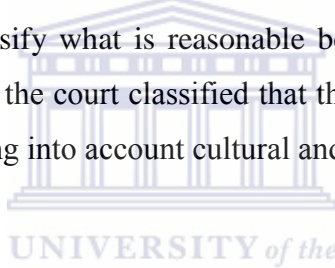 sify what is reasonable be
the court classified that th
ng into account cultural and
UNIVERSITY of the